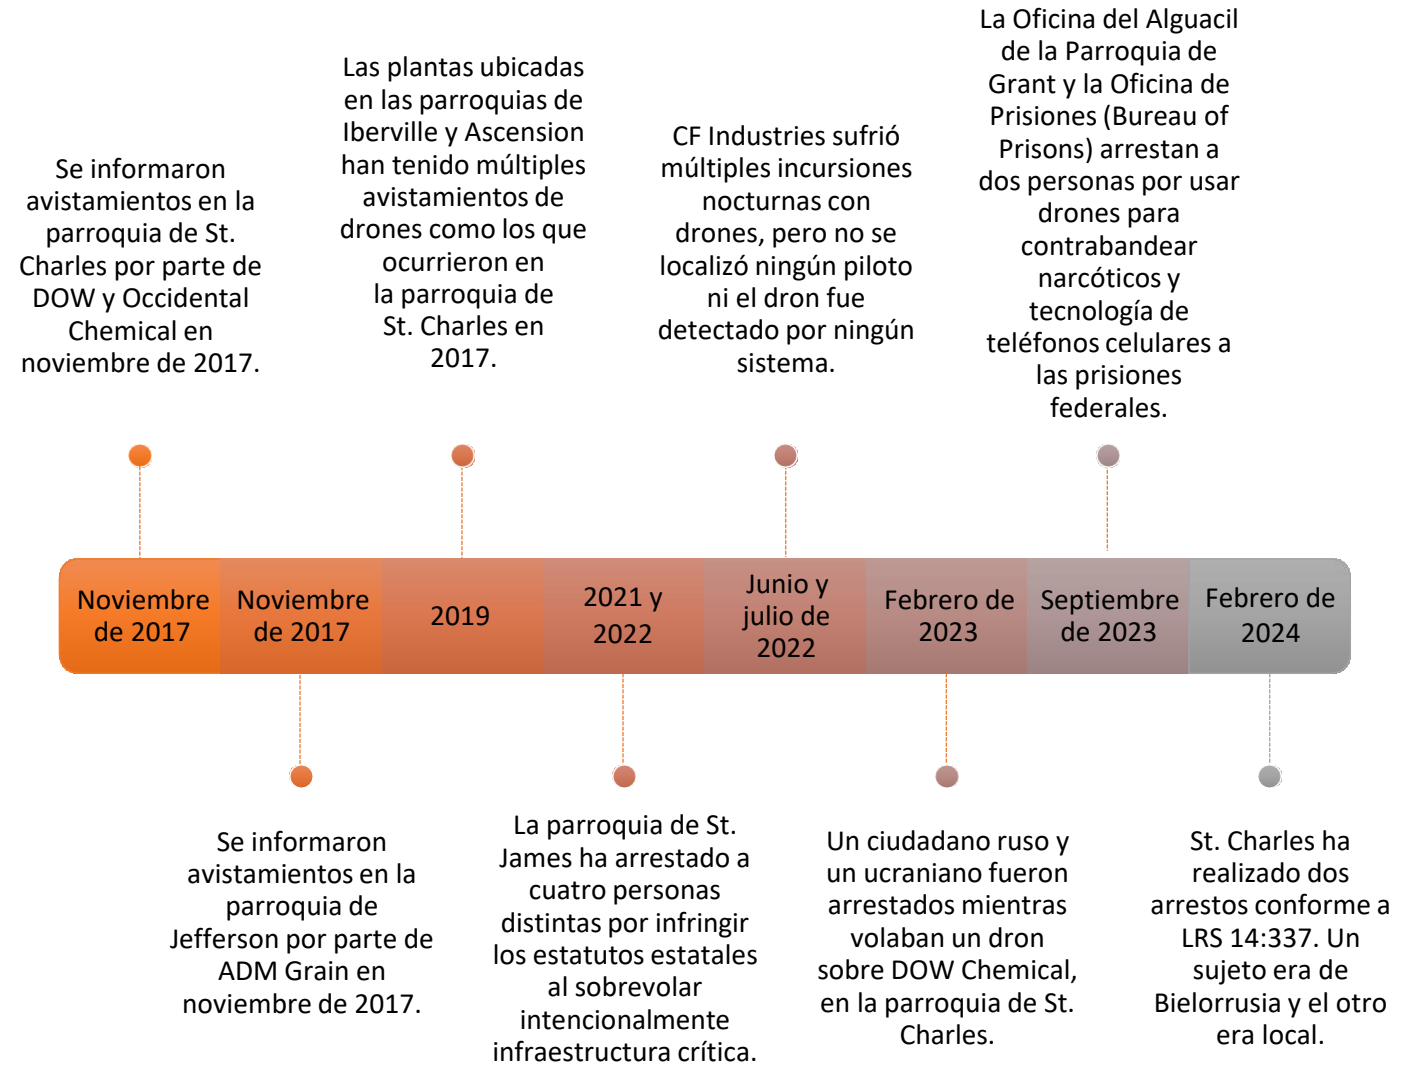 Se informaron
avistamientos en la
parroquia de St.
Charles por parte de
DOW y Occidental
Chemical en
noviembre de 2017.
Las plantas ubicadas
en las parroquias de
Iberville y Ascension
han tenido múltiples
avistamientos de
drones como los que
ocurrieron en
la parroquia de
St. Charles en
2017.
CF Industries sufrió
múltiples incursiones
nocturnas con
drones, pero no se
localizó ningún piloto
ni el dron fue
detectado por ningún
sistema.
La Oficina del Alguacil
de la Parroquia de
Grant y la Oficina de
Prisiones (Bureau of
Prisons) arrestan a
dos personas por usar
drones para
contrabandear
narcóticos y
tecnología de
teléfonos celulares a
las prisiones
federales.
Noviembre
de 2017
Noviembre
de 2017
2019
2021 y
2022
Junio y
julio de
2022
Febrero de
2023
Septiembre
de 2023
Febrero de
2024
Se informaron
avistamientos en la
parroquia de
Jefferson por parte de
ADM Grain en
noviembre de 2017.
La parroquia de St.
James ha arrestado a
cuatro personas
distintas por infringir
los estatutos estatales
al sobrevolar
intencionalmente
infraestructura crítica.
Un ciudadano ruso y
un ucraniano fueron
arrestados mientras
volaban un dron
sobre DOW Chemical,
en la parroquia de St.
Charles.
St. Charles ha
realizado dos
arrestos conforme a
LRS 14:337. Un
sujeto era de
Bielorrusia y el otro
era local.